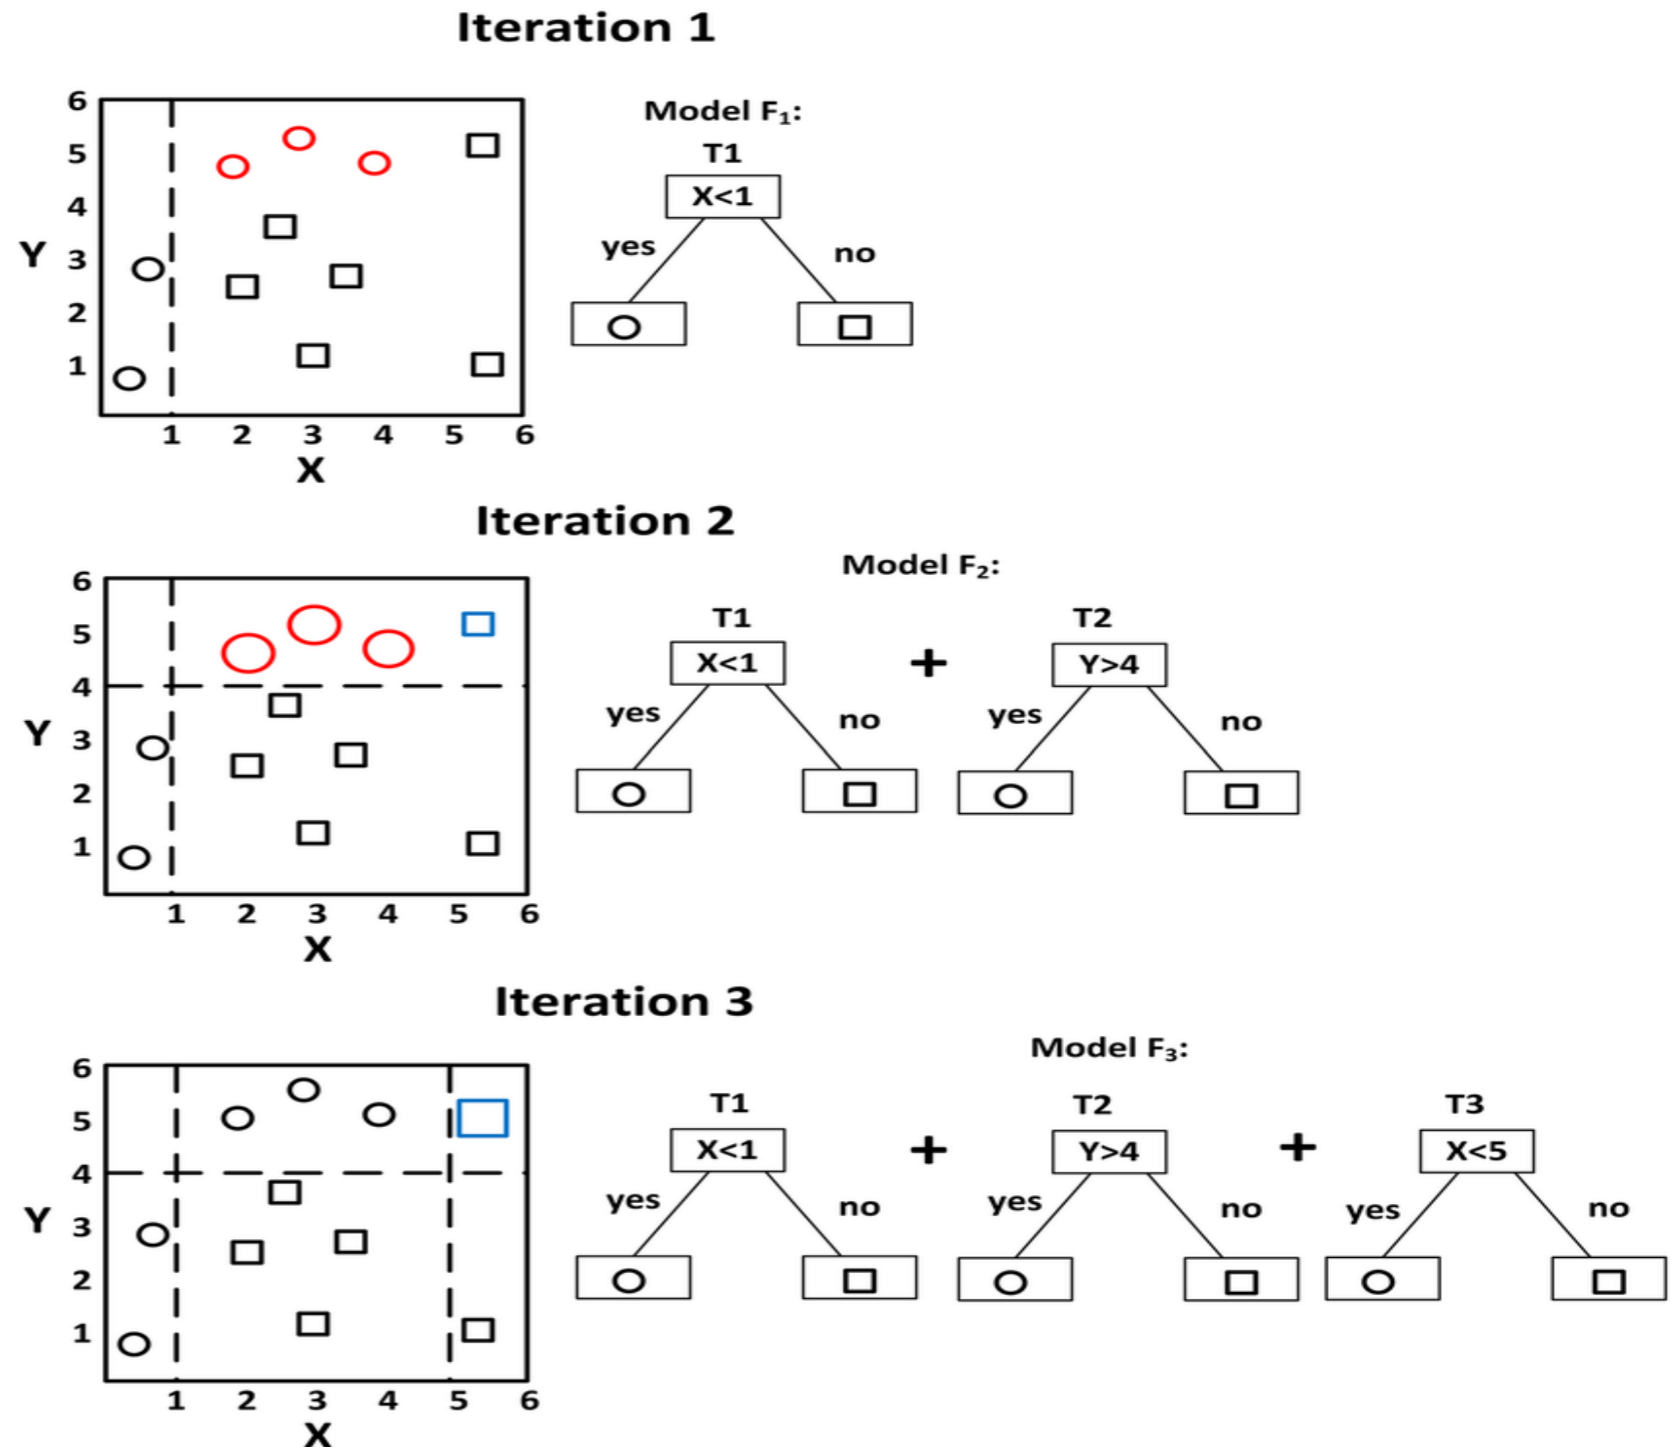 Iteration 1
Model F₁:
T1
X<1
yes
no
6
5
4
3
2
1
Y
1 2 3 4 5 6
X
Iteration 2
Model F₂:
T1
X<1
yes
no
+
T2
Y>4
yes
no
6
5
4
3
2
1
Y
1 2 3 4 5 6
X
Iteration 3
Model F₃:
T1
X<1
yes
no
+
T2
Y>4
yes
no
+
T3
X<5
yes
no
6
5
4
3
2
1
Y
1 2 3 4 5 6
X